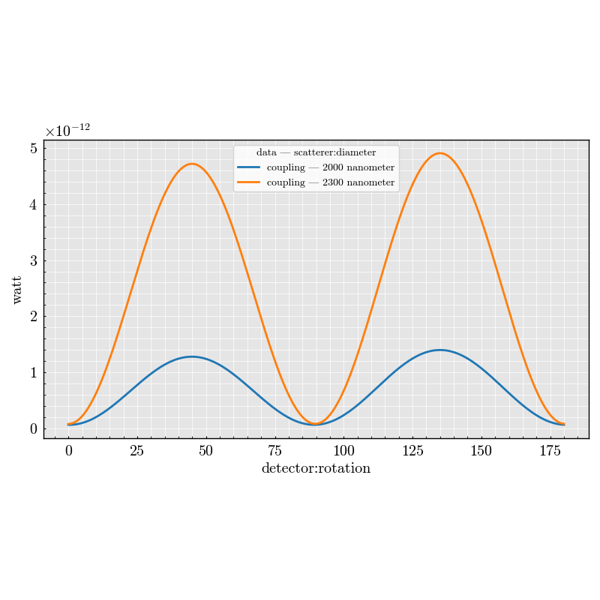 ×10⁻¹²
5
4
3
2
1
0
watt
data — scatterer:diameter
coupling — 2000 nanometer
coupling — 2300 nanometer
0 25 50 75 100 125 150 175
detector:rotation